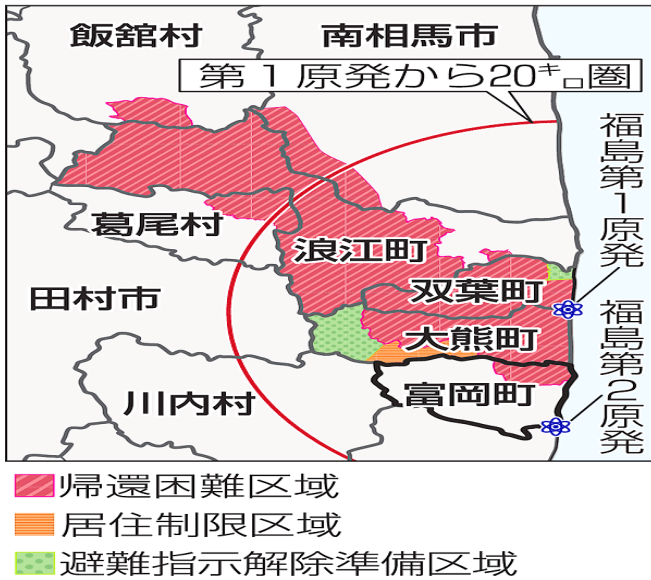 飯舘村
南相馬市
第1原発から20㌔圏
福島第1原発
葛尾村
浪江町
田村市
双葉町
大熊町
福島第2原発
川内村
富岡町
帰還困難区域
居住制限区域
避難指示解除準備区域